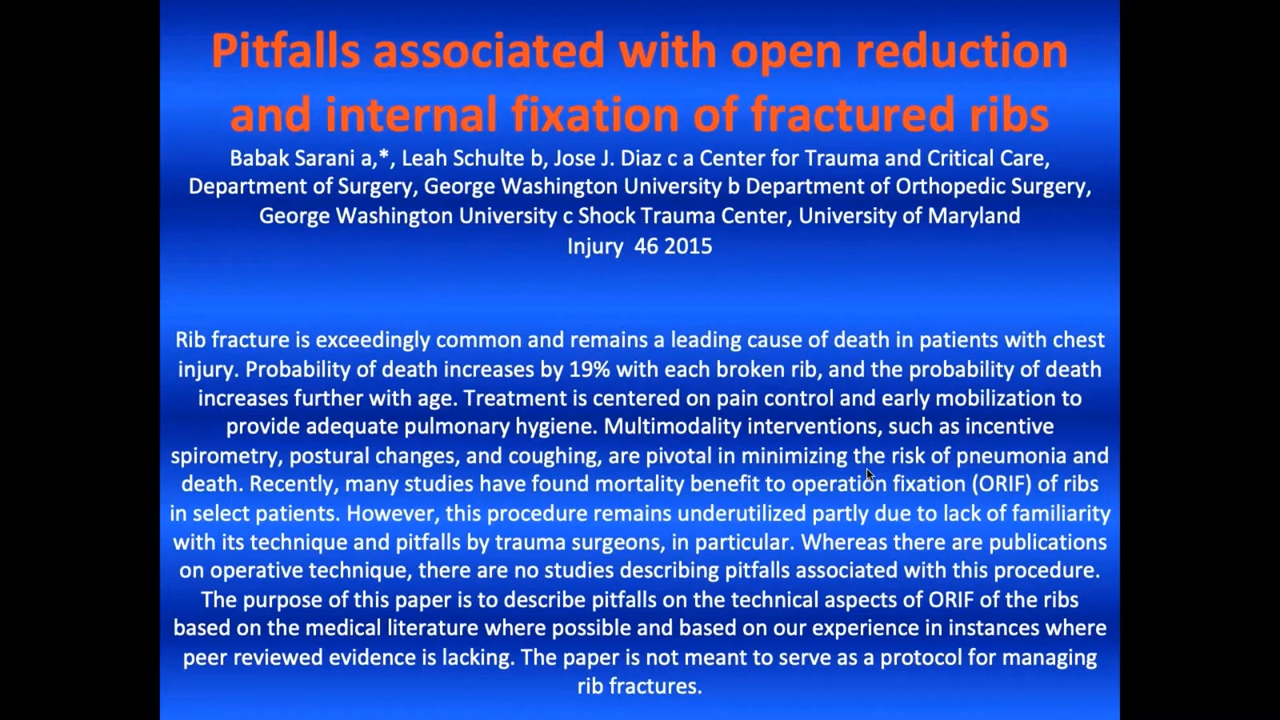 Pitfalls associated with open reduction
and internal fixation of fractured ribs
Babak Sarani a,*, Leah Schulte b, Jose J. Diaz c a Center for Trauma and Critical Care,
Department of Surgery, George Washington University b Department of Orthopedic Surgery,
George Washington University c Shock Trauma Center, University of Maryland
Injury 46 2015
Rib fracture is exceedingly common and remains a leading cause of death in patients with chest
injury. Probability of death increases by 19% with each broken rib, and the probability of death
increases further with age. Treatment is centered on pain control and early mobilization to
provide adequate pulmonary hygiene. Multimodality interventions, such as incentive
spirometry, postural changes, and coughing, are pivotal in minimizing the risk of pneumonia and
death. Recently, many studies have found mortality benefit to operation fixation (ORIF) of ribs
in select patients. However, this procedure remains underutilized partly due to lack of familiarity
with its technique and pitfalls by trauma surgeons, in particular. Whereas there are publications
on operative technique, there are no studies describing pitfalls associated with this procedure.
The purpose of this paper is to describe pitfalls on the technical aspects of ORIF of the ribs
based on the medical literature where possible and based on our experience in instances where
peer reviewed evidence is lacking. The paper is not meant to serve as a protocol for managing
rib fractures.